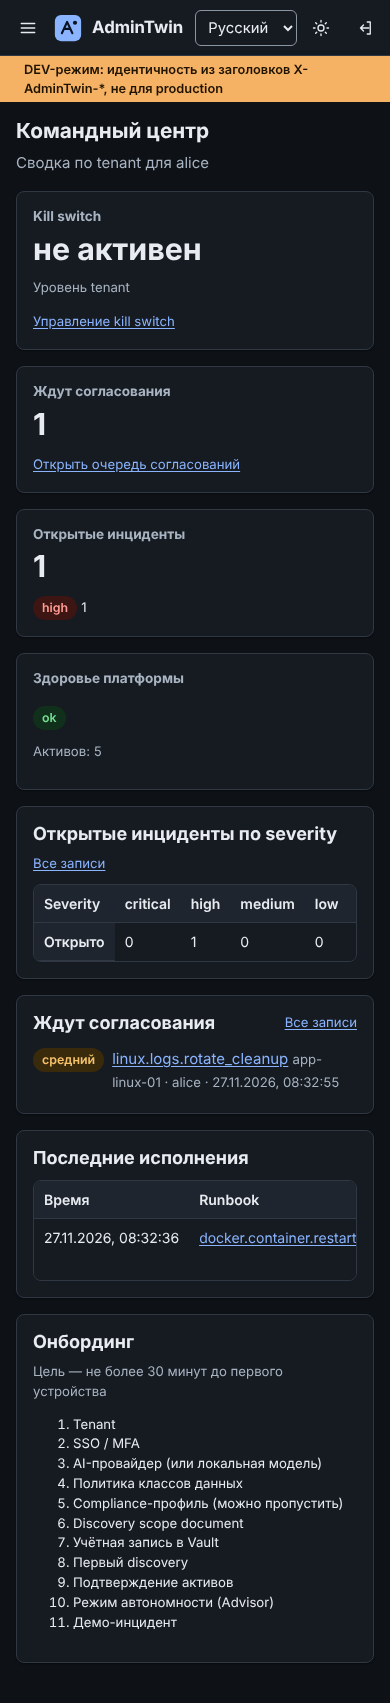 AdminTwin
Русский
DEV-режим: идентичность из заголовков X-
AdminTwin-*, не для production
Командный центр
Сводка по tenant для alice
Kill switch
не активен
Уровень tenant
Управление kill switch
Ждут согласования
1
Открыть очередь согласований
Открытые инциденты
1
high 1
Здоровье платформы
ok
Активов: 5
Открытые инциденты по severity
Все записи
Severity critical high medium low
Открыто 0 1 0 0
Ждут согласования Все записи
средний linux.logs.rotate_cleanup app-
linux-01 · alice · 27.11.2026, 08:32:55
Последние исполнения
Время Runbook
27.11.2026, 08:32:36 docker.container.restart
Онбординг
Цель — не более 30 минут до первого
устройства
1. Tenant
2. SSO / MFA
3. AI-провайдер (или локальная модель)
4. Политика классов данных
5. Compliance-профиль (можно пропустить)
6. Discovery scope document
7. Учётная запись в Vault
8. Первый discovery
9. Подтверждение активов
10. Режим автономности (Advisor)
11. Демо-инцидент